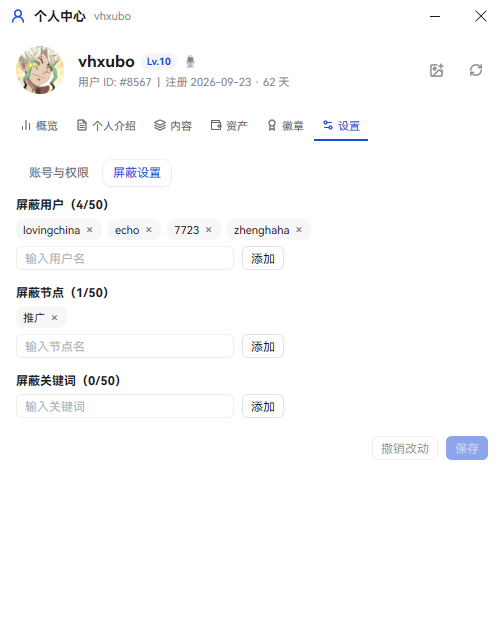 个人中心 vhxubo
vhxubo Lv.10
用户 ID: #8567 | 注册 2026-09-23 · 62 天
概览 个人介绍 内容 资产 徽章 设置
账号与权限 屏蔽设置
屏蔽用户（4/50）
lovingchina × echo × 7723 × zhenghaha ×
输入用户名 添加
屏蔽节点（1/50）
推广 ×
输入节点名 添加
屏蔽关键词（0/50）
输入关键词 添加
撤销改动 保存